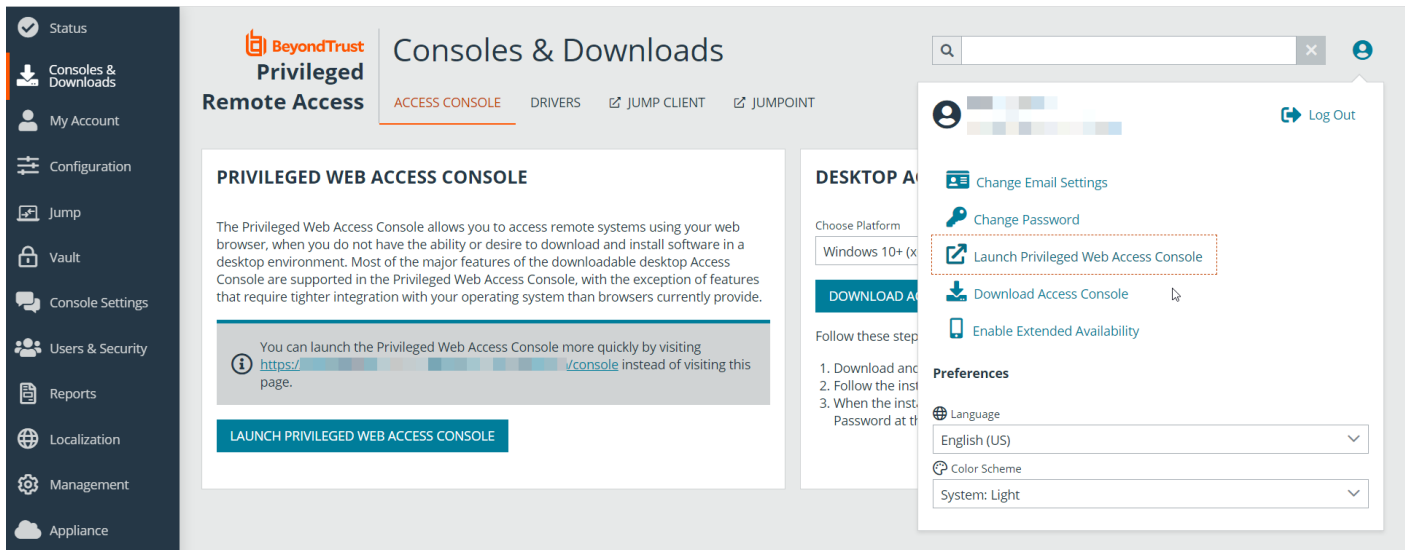 Status
Consoles &
Downloads
My Account
Configuration
Jump
Vault
Console Settings
Users & Security
Reports
Localization
Management
Appliance
BeyondTrust
Privileged
Remote Access
Consoles & Downloads
ACCESS CONSOLE DRIVERS JUMP CLIENT JUMPOINT
PRIVILEGED WEB ACCESS CONSOLE
The Privileged Web Access Console allows you to access remote systems using your web
browser, when you do not have the ability or desire to download and install software in a
desktop environment. Most of the major features of the downloadable desktop Access
Console are supported in the Privileged Web Access Console, with the exception of features
that require tighter integration with your operating system than browsers currently provide.
You can launch the Privileged Web Access Console more quickly by visiting
https:/ /console instead of visiting this
page.
LAUNCH PRIVILEGED WEB ACCESS CONSOLE
DESKTOP
Choose Platform
Windows 10+ (x
DOWNLOAD
Follow these step
1. Download and
2. Follow the inst
3. When the inst
Password at th
Log Out
Change Email Settings
Change Password
Launch Privileged Web Access Console
Download Access Console
Enable Extended Availability
Preferences
Language
English (US)
Color Scheme
System: Light